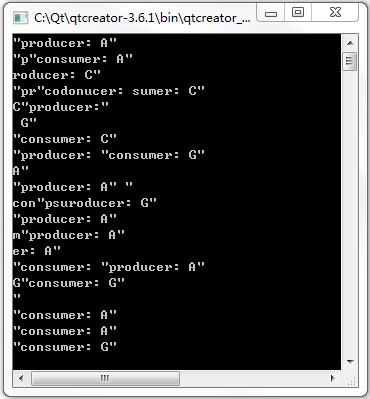 C:\Qt\qtcreator-3.6.1\bin\qtcreator_...
"producer: A"
"p"consumer: A"
roducer: C"
"pr"codonucer: sumer: C"
C"producer:"
 G"
"consumer: C"
"producer: "consumer: G"
A"
"producer: A" "
con"psuroducer: G"
"producer: A"
m"producer: A"
er: A"
"consumer: "producer: A"
G"consumer: G"
"
"consumer: A"
"consumer: A"
"consumer: G"